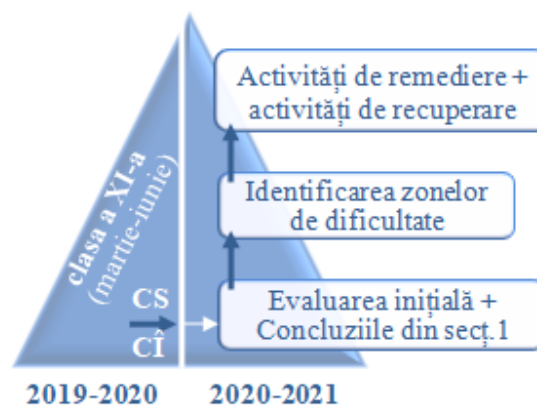 Activități de remediere +
activități de recuperare
Identificarea zonelor
de dificultate
Evaluarea inițială +
Concluziile din secț.1
clasa a XI-a
(martie-iunie)
CS
CÎ
2019-2020
2020-2021